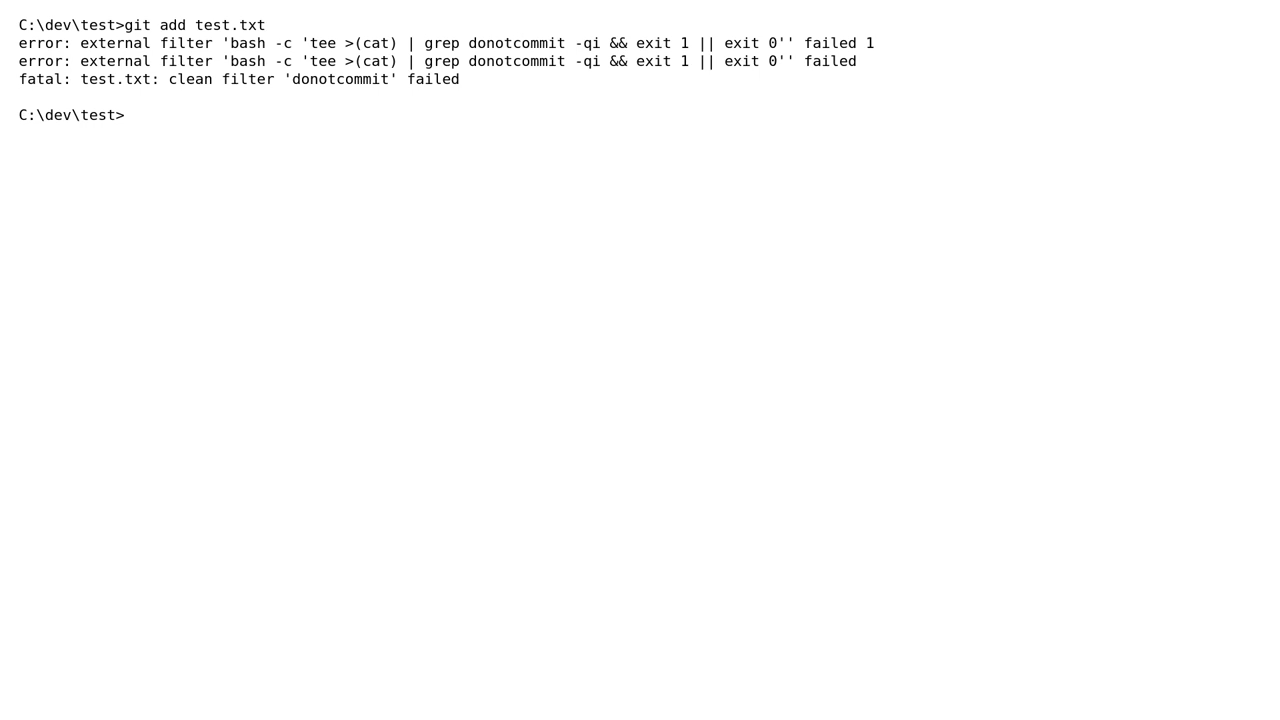 C:\dev\test>git add test.txt
error: external filter 'bash -c 'tee >(cat) | grep donotcommit -qi && exit 1 || exit 0'' failed 1
error: external filter 'bash -c 'tee >(cat) | grep donotcommit -qi && exit 1 || exit 0'' failed
fatal: test.txt: clean filter 'donotcommit' failed
C:\dev\test>